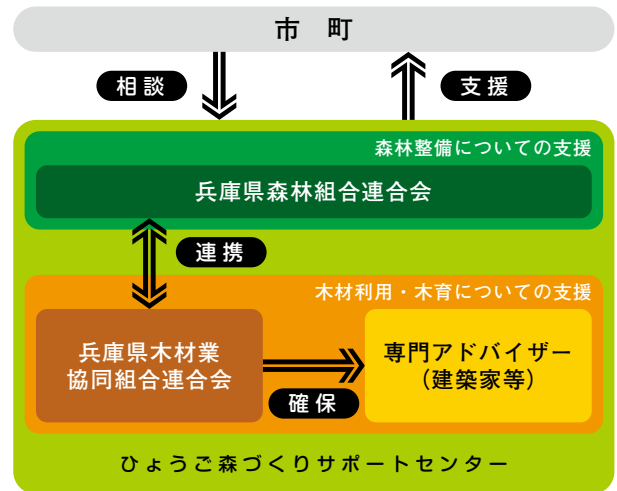 市 町
相談
支援
森林整備についての支援
兵庫県森林組合連合会
連携
木材利用・木育についての支援
兵庫県木材業
協同組合連合会
確保
専門アドバイザー
（建築家等）
ひょうご森づくりサポートセンター